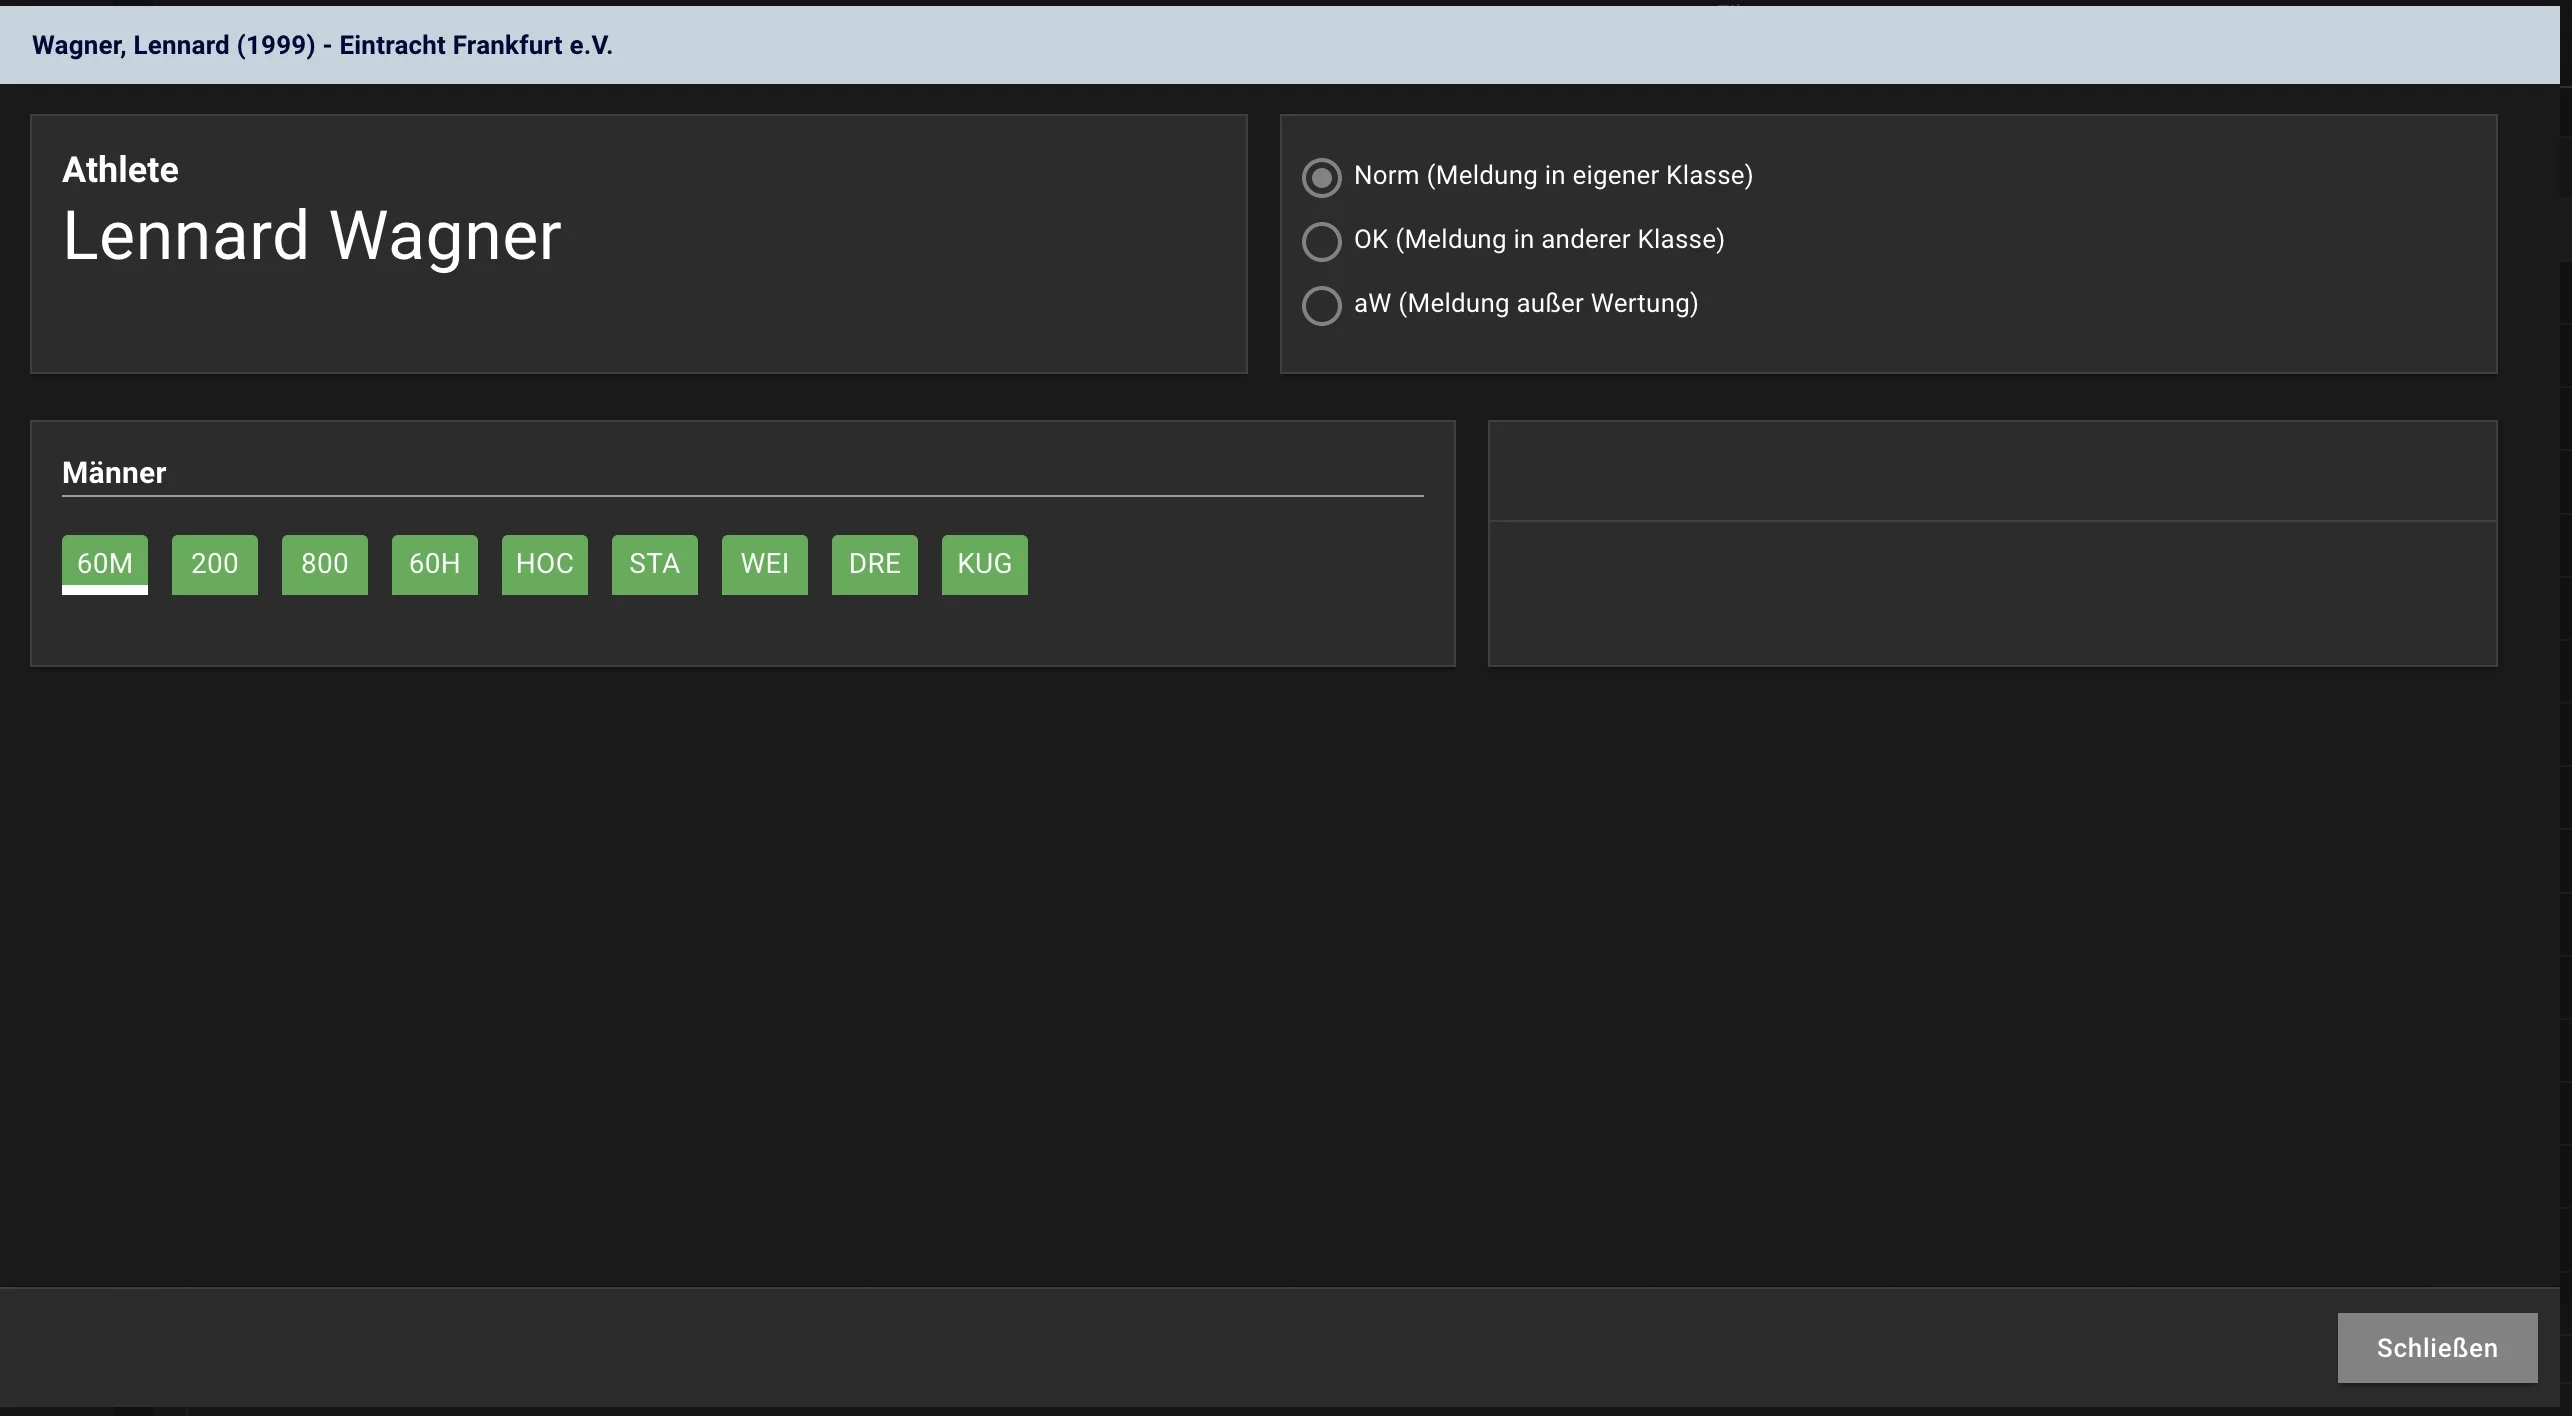 Wagner, Lennard (1999) - Eintracht Frankfurt e.V.
Athlete
Lennard Wagner
Norm (Meldung in eigener Klasse)
OK (Meldung in anderer Klasse)
aW (Meldung außer Wertung)
Männer
60M 200 800 60H HOC STA WEI DRE KUG
Schließen